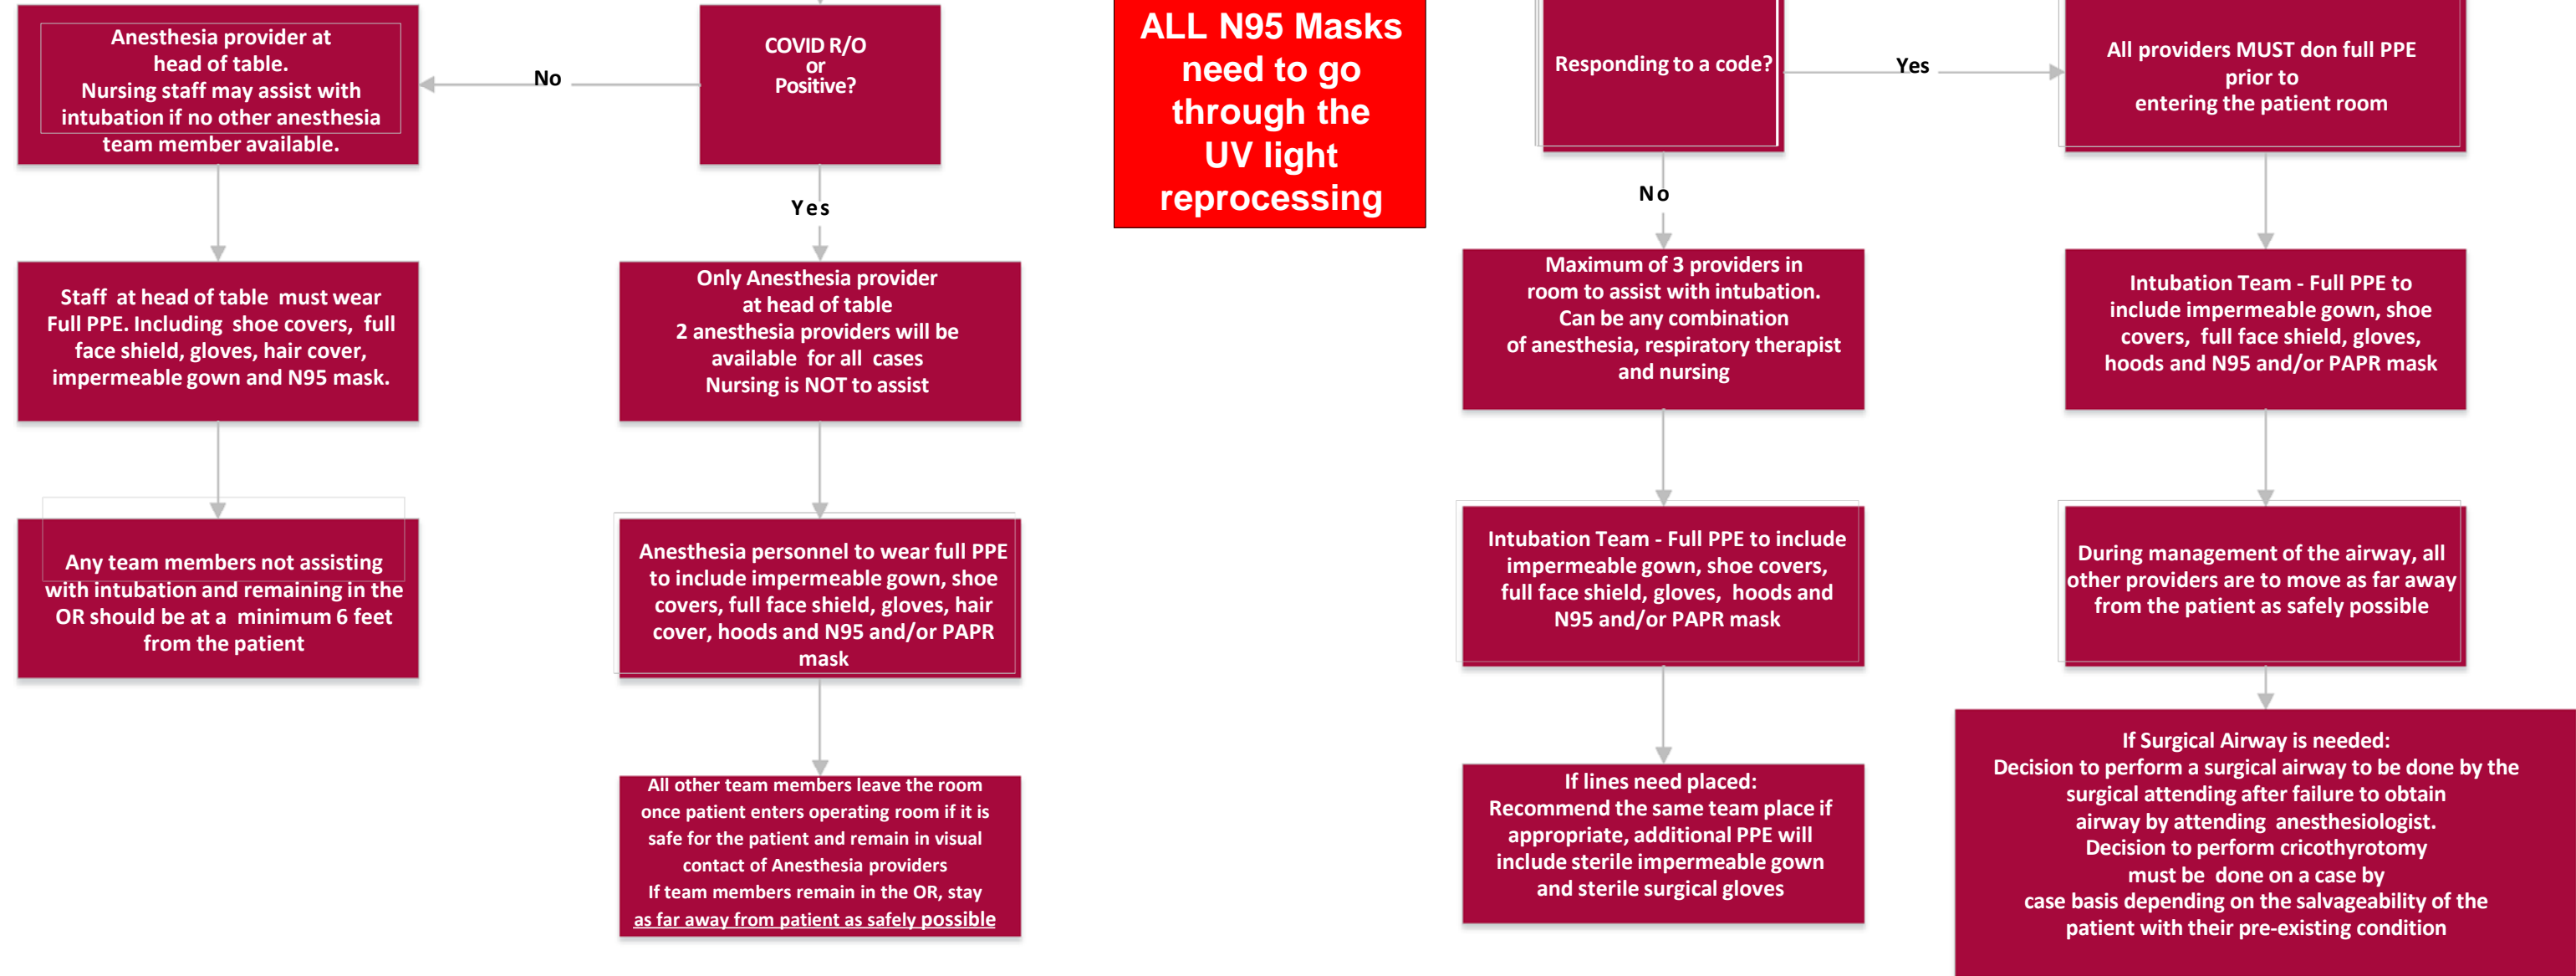 Anesthesia provider at
head of table.
Nursing staff may assist with
intubation if no other anesthesia
team member available.
No
COVID R/O
or
Positive?
Yes
Staff at head of table must wear
Full PPE. Including shoe covers, full
face shield, gloves, hair cover,
impermeable gown and N95 mask.
Any team members not assisting
with intubation and remaining in the
OR should be at a minimum 6 feet
from the patient
Only Anesthesia provider
at head of table
2 anesthesia providers will be
available for all cases
Nursing is NOT to assist
Anesthesia personnel to wear full PPE
to include impermeable gown, shoe
covers, full face shield, gloves, hair
cover, hoods and N95 and/or PAPR
mask
All other team members leave the room
once patient enters operating room if it is
safe for the patient and remain in visual
contact of Anesthesia providers
If team members remain in the OR, stay
as far away from patient as safely possible
ALL N95 Masks
need to go
through the
UV light
reprocessing
Responding to a code?
Yes
No
Maximum of 3 providers in
room to assist with intubation.
Can be any combination
of anesthesia, respiratory therapist
and nursing
Intubation Team - Full PPE to include
impermeable gown, shoe covers,
full face shield, gloves, hoods and
N95 and/or PAPR mask
If lines need placed:
Recommend the same team place if
appropriate, additional PPE will
include sterile impermeable gown
and sterile surgical gloves
All providers MUST don full PPE
prior to
entering the patient room
Intubation Team - Full PPE to
include impermeable gown, shoe
covers, full face shield, gloves,
hoods and N95 and/or PAPR mask
During management of the airway, all
other providers are to move as far away
from the patient as safely possible
If Surgical Airway is needed:
Decision to perform a surgical airway to be done by the
surgical attending after failure to obtain
airway by attending anesthesiologist.
Decision to perform cricothyrotomy
must be done on a case by
case basis depending on the salvageability of the
patient with their pre-existing condition